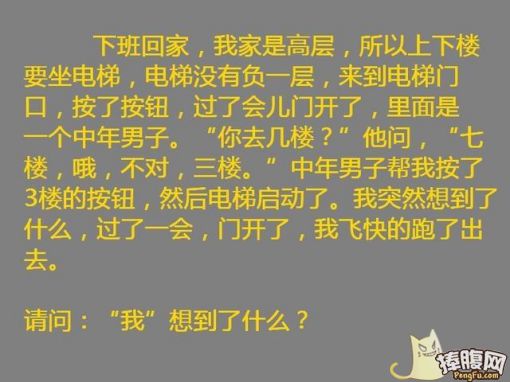 下班回家，我家是高层，所以上下楼
要坐电梯，电梯没有负一层，来到电梯门
口，按了按钮，过了会儿门开了，里面是
一个中年男子。“你去几楼？”他问，“七
楼，哦，不对，三楼。”中年男子帮我按了
3楼的按钮，然后电梯启动了。我突然想到了
什么，过了一会，门开了，我飞快的跑了出
去。
请问：“我”想到了什么？
捧腹网
PengFu.com